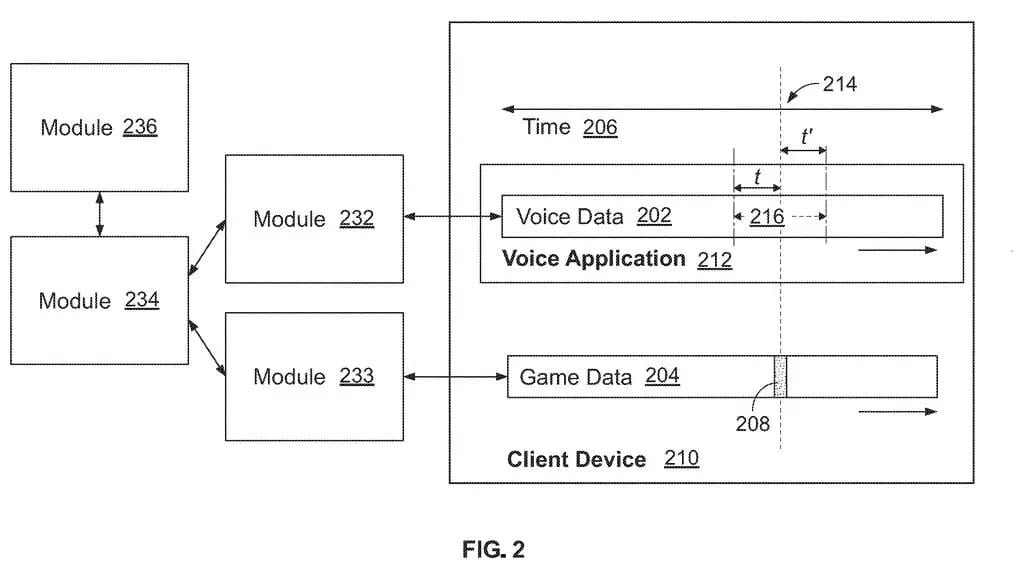 Module 236
Module 234
Module 232
Module 233
214
Time 206
t'
t
Voice Data 202
216
Voice Application 212
Game Data 204
208
Client Device 210
FIG. 2